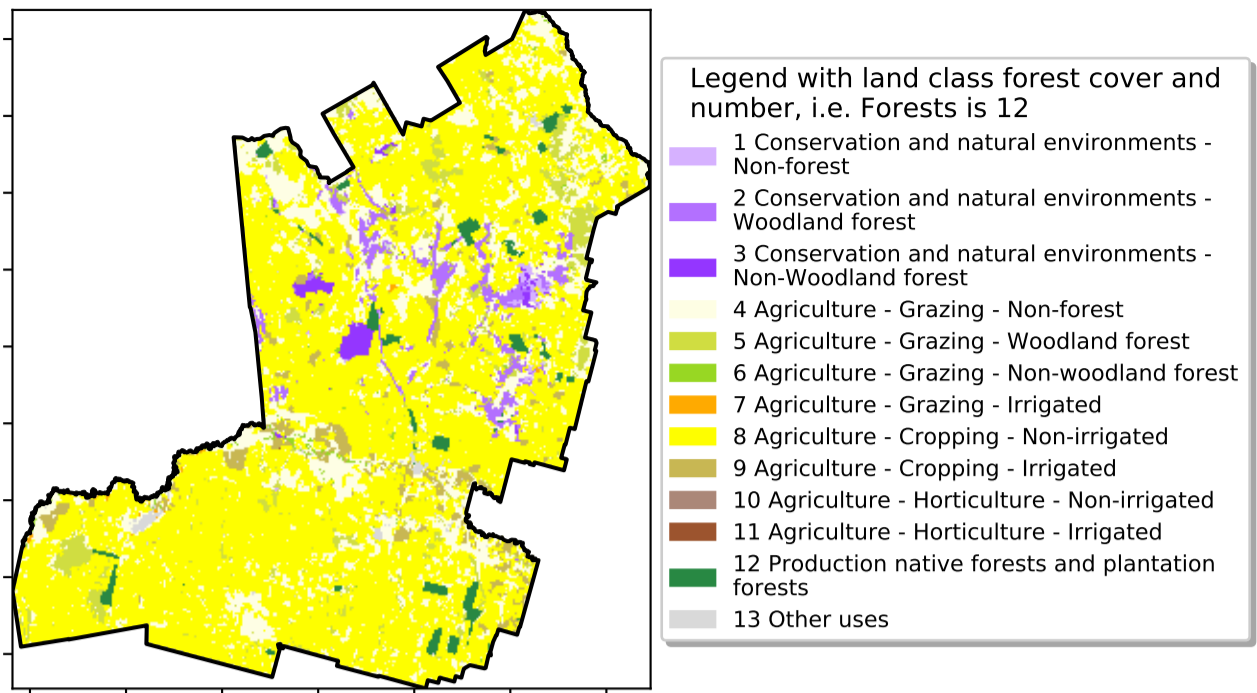 Legend with land class forest cover and
number, i.e. Forests is 12
1 Conservation and natural environments -
Non-forest
2 Conservation and natural environments -
Woodland forest
3 Conservation and natural environments -
Non-Woodland forest
4 Agriculture - Grazing - Non-forest
5 Agriculture - Grazing - Woodland forest
6 Agriculture - Grazing - Non-woodland forest
7 Agriculture - Grazing - Irrigated
8 Agriculture - Cropping - Non-irrigated
9 Agriculture - Cropping - Irrigated
10 Agriculture - Horticulture - Non-irrigated
11 Agriculture - Horticulture - Irrigated
12 Production native forests and plantation
forests
13 Other uses